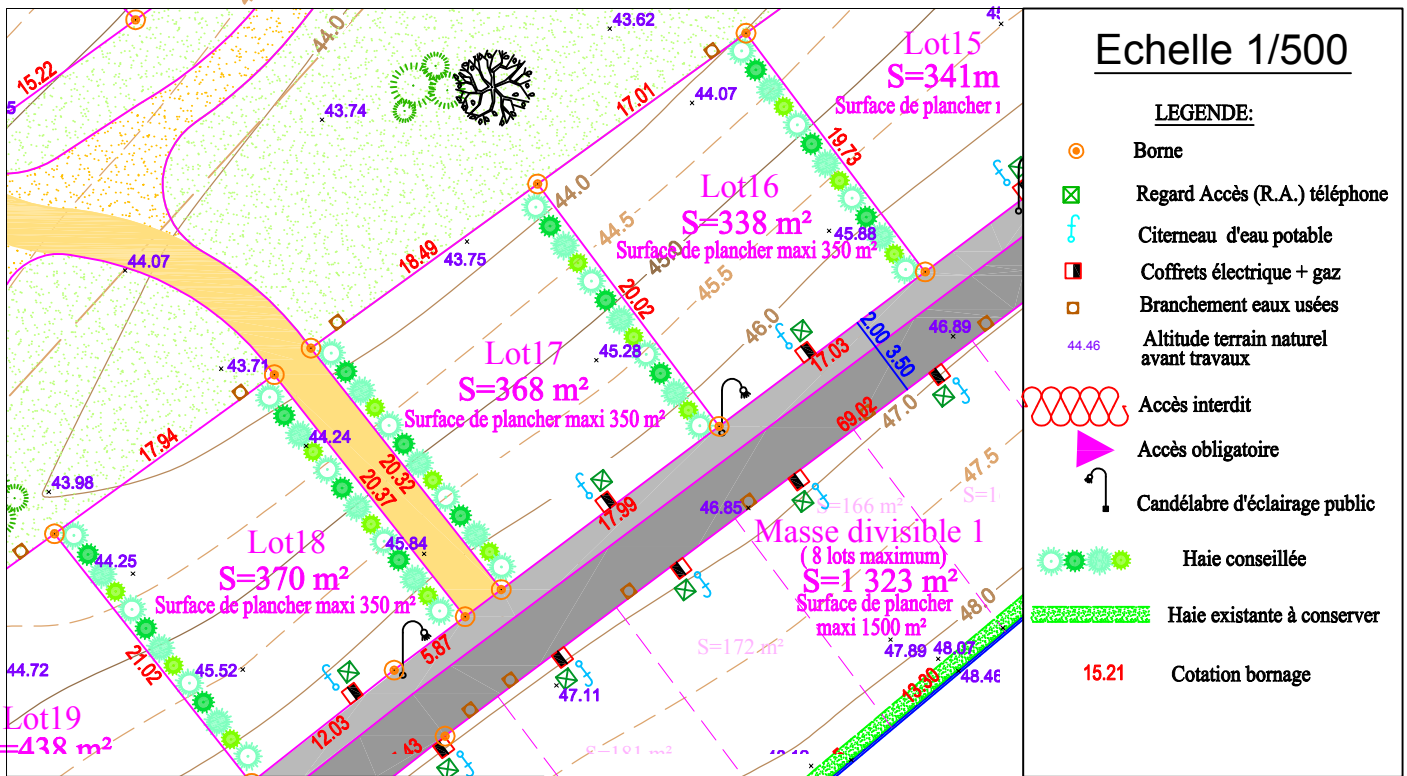 44.0
43.62
15.22
43.74
17.01
44.07
Lot15
S=341m
Surface de plancher
19.73
44.0
44.5
45.0
45.5
46.0
Lot16
S=338 m²
Surface de plancher maxi 350 m²
45.88
18.49
43.75
44.07
20.02
43.71
Lot17
S=368 m²
Surface de plancher maxi 350 m²
45.28
17.03
2.00 3.50
46.89
69.02
47.0
47.5
17.94
44.24
20.32
20.37
43.98
17.99
46.85
S=166 m²
Masse divisible 1
( 8 lots maximum)
S=1 323 m²
Surface de plancher
maxi 1500 m²
Lot18
S=370 m²
Surface de plancher maxi 350 m²
45.84
44.25
48.0
S=172 m²
47.89
48.07
48.46
13.30
5.87
21.02
45.52
44.72
47.11
Lot19
=438 m²
12.03
.43
S=181 m²
Echelle 1/500
LEGENDE:
Borne
Regard Accès (R.A.) téléphone
Citerneau d'eau potable
Coffrets électrique + gaz
Branchement eaux usées
44.46
Altitude terrain naturel
avant travaux
Accès interdit
Accès obligatoire
Candélabre d'éclairage public
Haie conseillée
Haie existante à conserver
15.21
Cotation bornage